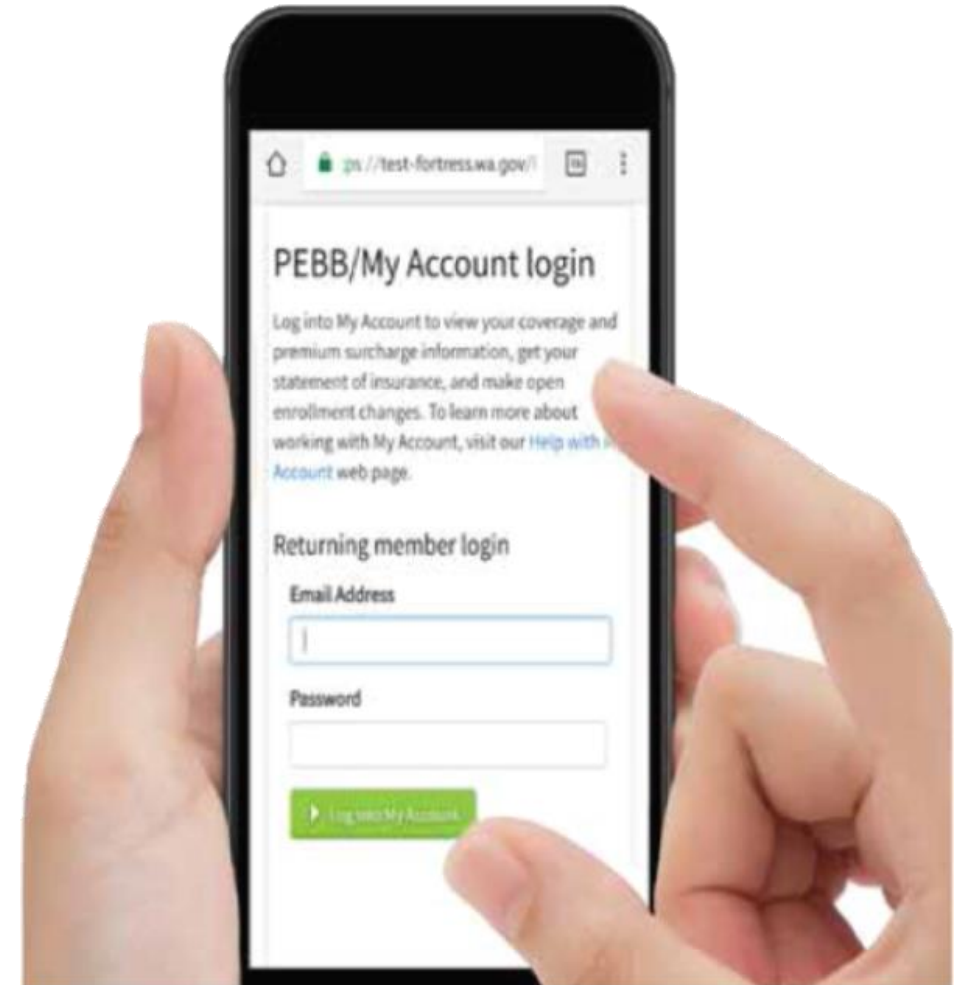 ps://test-fortress.wa.gov/
PEBB/My Account login
Log into My Account to view your coverage and
premium surcharge information, get your
statement of insurance, and make open
enrollment changes. To learn more about
working with My Account, visit our Help with
Account web page.
Returning member login
Email Address
Password
Log into My Account